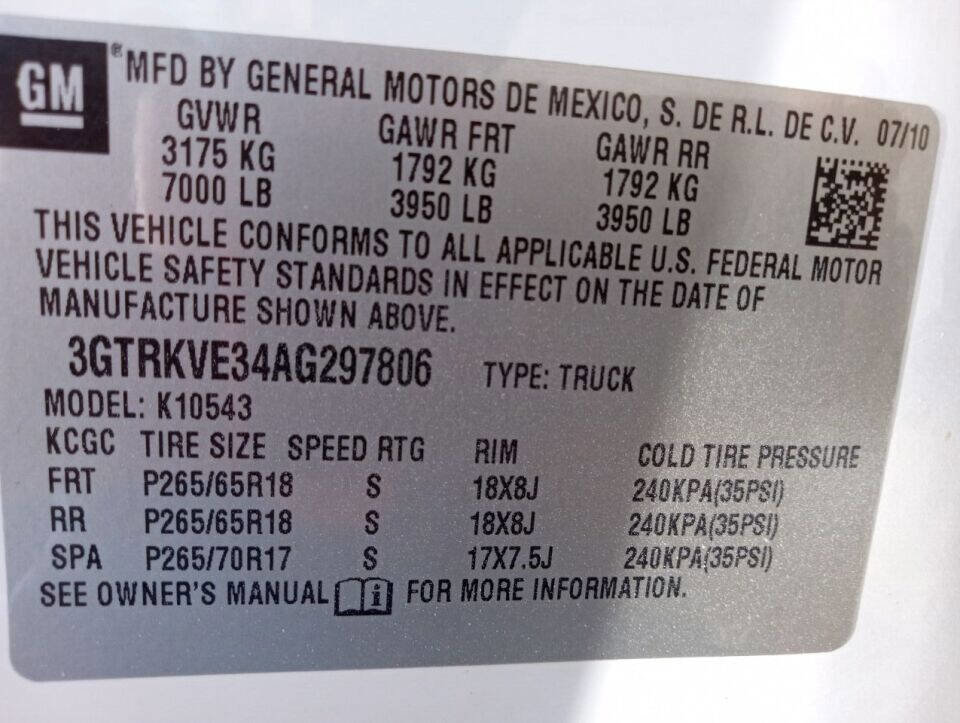 GM ® MFD BY GENERAL MOTORS DE MEXICO, S. DE R.L. DE C.V. 07/10
GVWR GAWR FRT GAWR RR
3175 KG 1792 KG 1792 KG
7000 LB 3950 LB 3950 LB
THIS VEHICLE CONFORMS TO ALL APPLICABLE U.S. FEDERAL MOTOR
VEHICLE SAFETY STANDARDS IN EFFECT ON THE DATE OF
MANUFACTURE SHOWN ABOVE.
3GTRKVE34AG297806 TYPE: TRUCK
MODEL: K10543
KCGC TIRE SIZE SPEED RTG RIM COLD TIRE PRESSURE
FRT P265/65R18 S 18X8J 240KPA(35PSI)
RR P265/65R18 S 18X8J 240KPA(35PSI)
SPA P265/70R17 S 17X7.5J 240KPA(35PSI)
SEE OWNER'S MANUAL i FOR MORE INFORMATION.